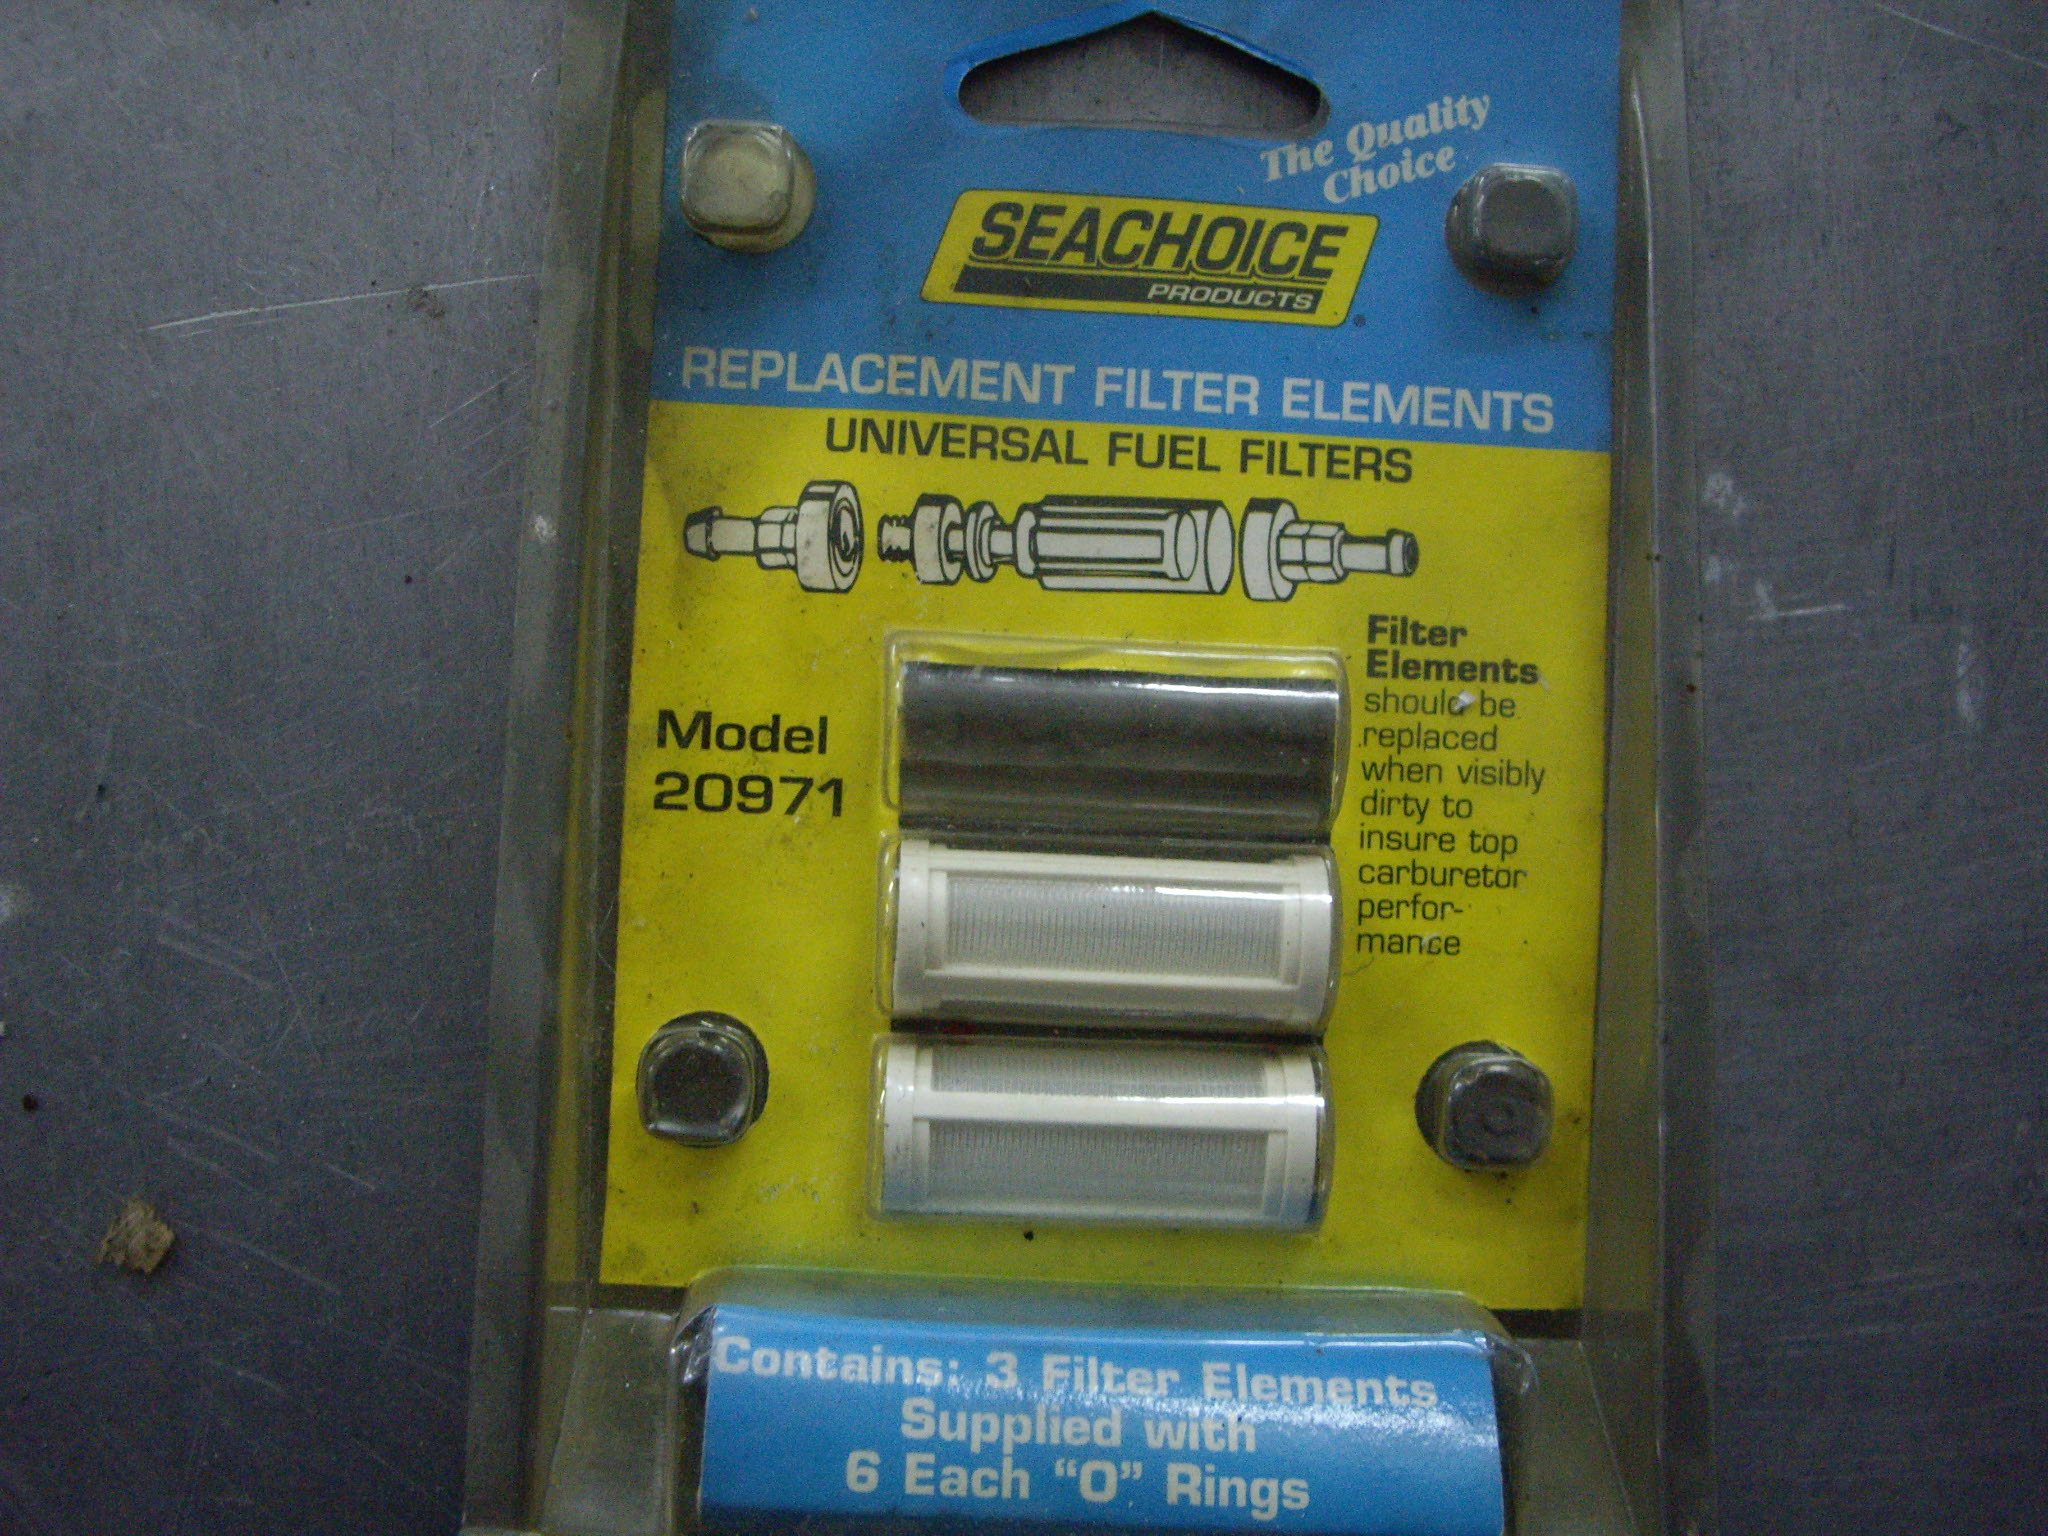 The Quality
Choice
SEACHOICE
PRODUCTS
REPLACEMENT FILTER ELEMENTS
UNIVERSAL FUEL FILTERS
Model
20971
Filter
Elements
should be
replaced
when visibly
dirty to
insure top
carburetor
perfor-
mance
Contains: 3 Filter Elements
Supplied with
6 Each "O" Rings